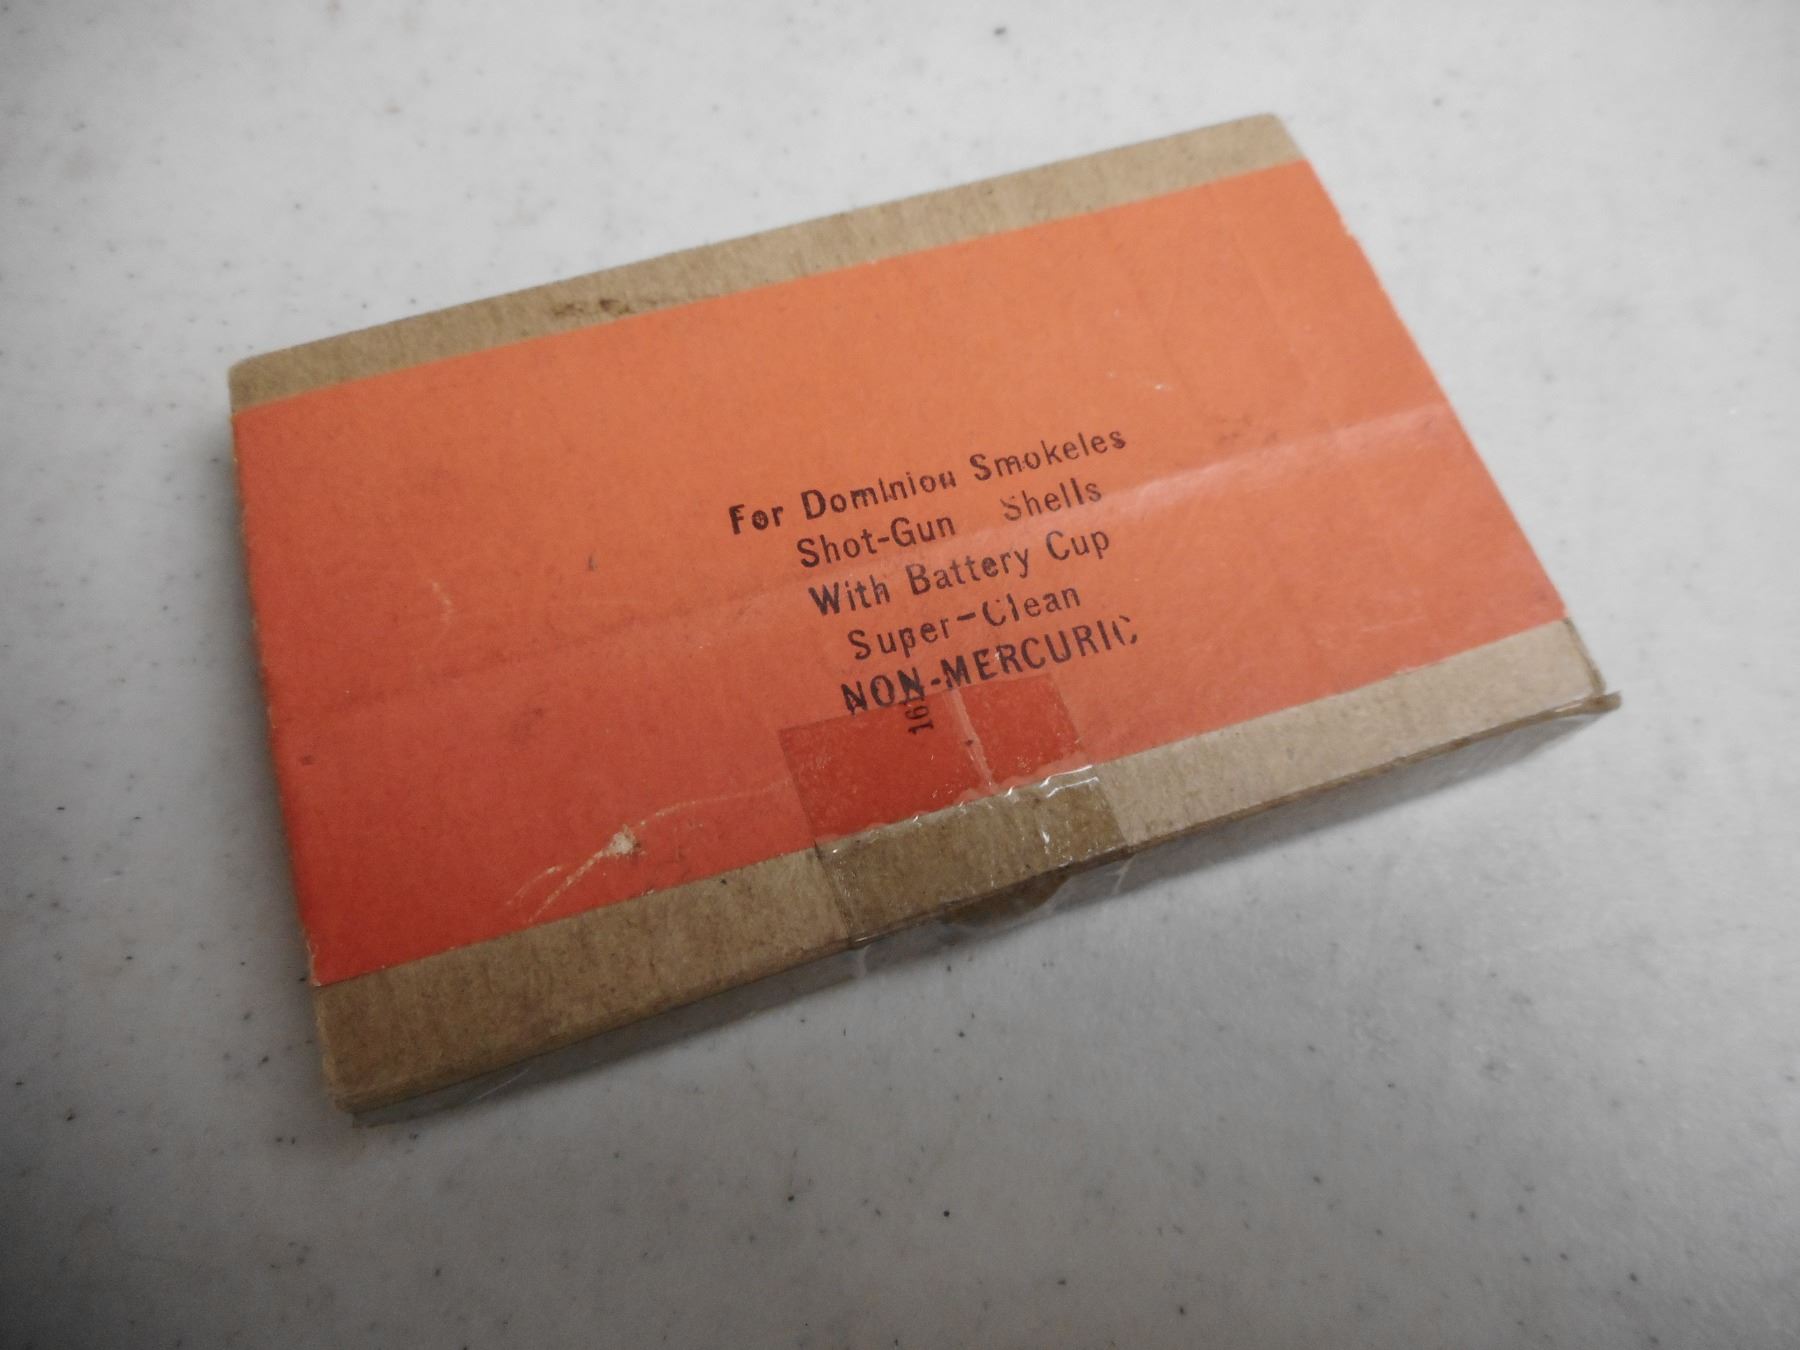 For Dominion Smokeles
Shot-Gun Shells
With Battery Cup
Super-Clean
NON-MERCURIC